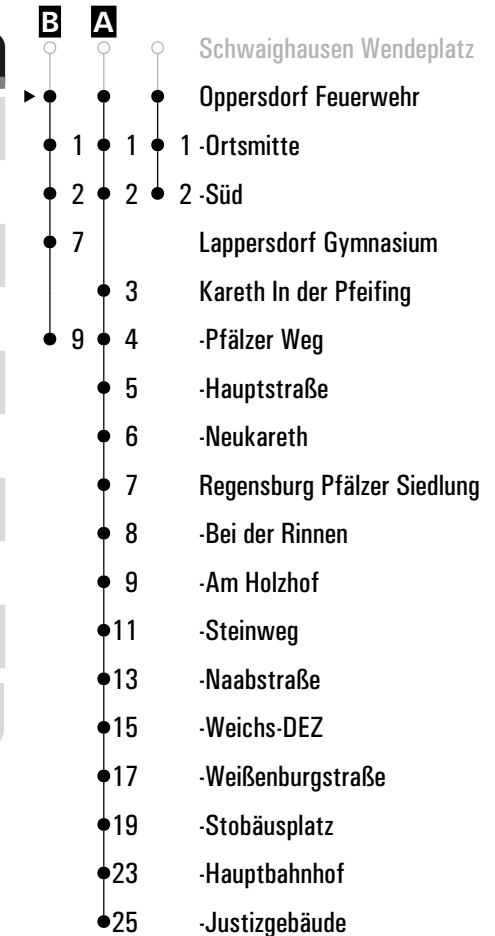 B A
Schwaighausen Wendeplatz
Oppersdorf Feuerwehr
1 1 1 -Ortsmitte
2 2 2 -Süd
7 Lappersdorf Gymnasium
3 Kareth In der Pfeifing
9 4 -Pfälzer Weg
5 -Hauptstraße
6 -Neukareth
7 Regensburg Pfälzer Siedlung
8 -Bei der Rinnen
9 -Am Holzhof
11 -Steinweg
13 -Naabstraße
15 -Weichs-DEZ
17 -Weißenburgstraße
19 -Stobäusplatz
23 -Hauptbahnhof
25 -Justizgebäude